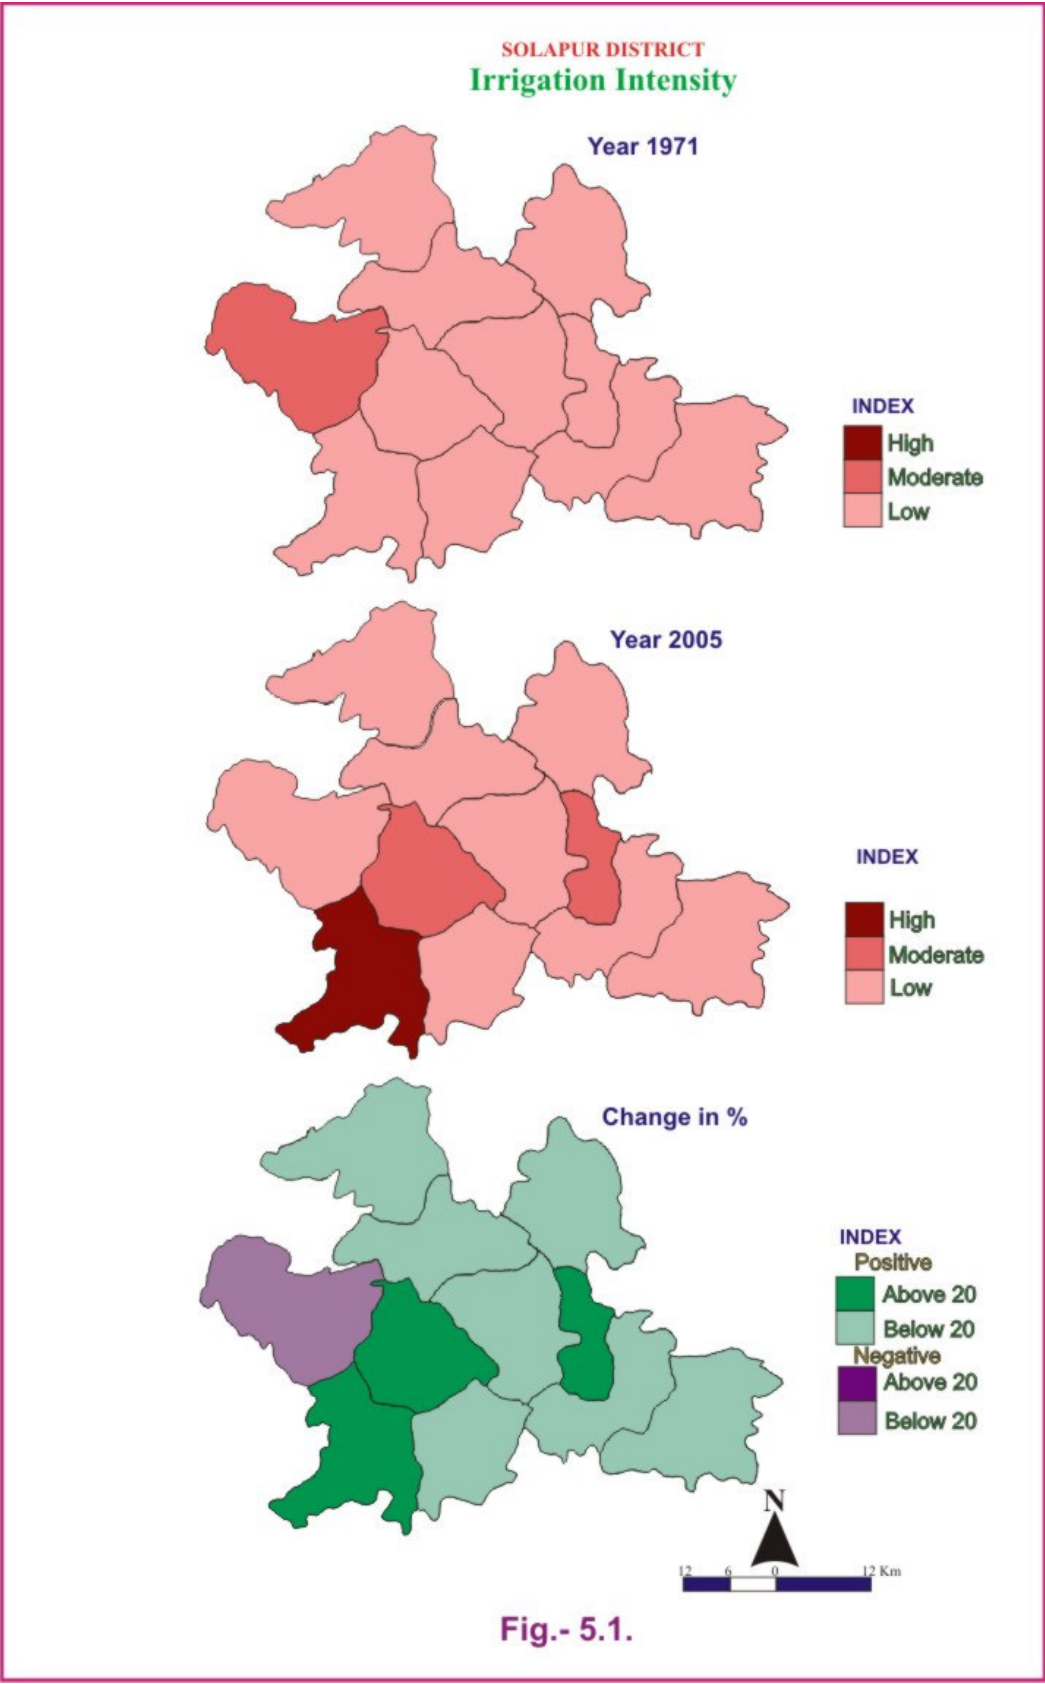 SOLAPUR DISTRICT
Irrigation Intensity
Year 1971
INDEX
High
Moderate
Low
Year 2005
INDEX
High
Moderate
Low
Change in %
INDEX
Positive
Above 20
Below 20
Negative
Above 20
Below 20
N
12 6 0 12 Km
Fig.- 5.1.